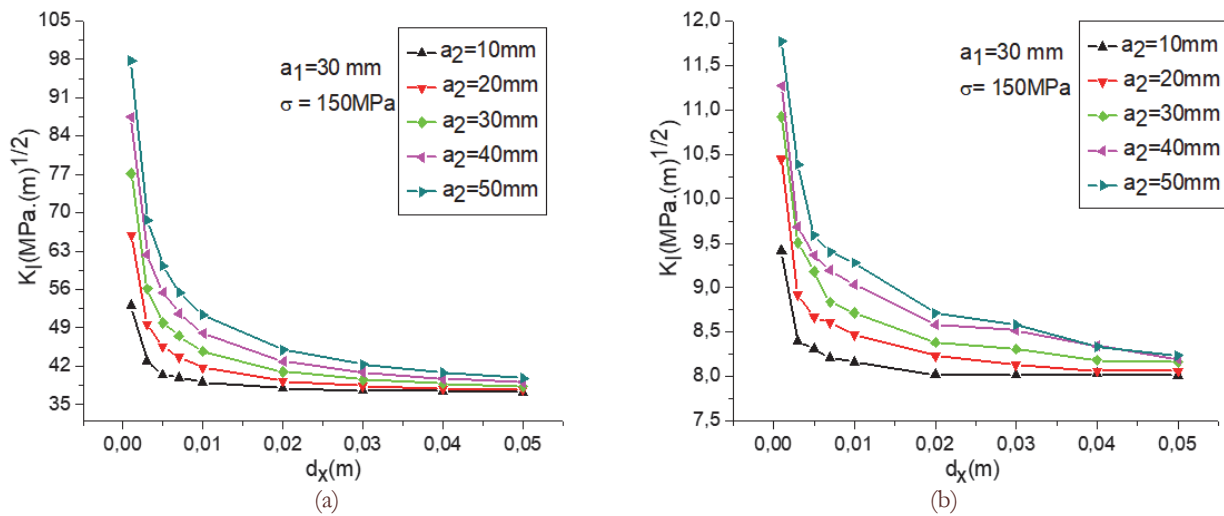 105
98
91
84
77
70
63
56
49
42
35
K_I(MPa.(m)^1/2)
a1=30 mm
σ = 150MPa
a2=10mm
a2=20mm
a2=30mm
a2=40mm
a2=50mm
0,00 0,01 0,02 0,03 0,04 0,05
dx(m)
(a)
12,0
11,5
11,0
10,5
10,0
9,5
9,0
8,5
8,0
7,5
K_I(MPa.(m)^1/2)
a1=30 mm
σ= 150MPa
a2=10mm
a2=20mm
a2=30mm
a2=40mm
a2=50mm
0,00 0,01 0,02 0,03 0,04 0,05
dx(m)
(b)